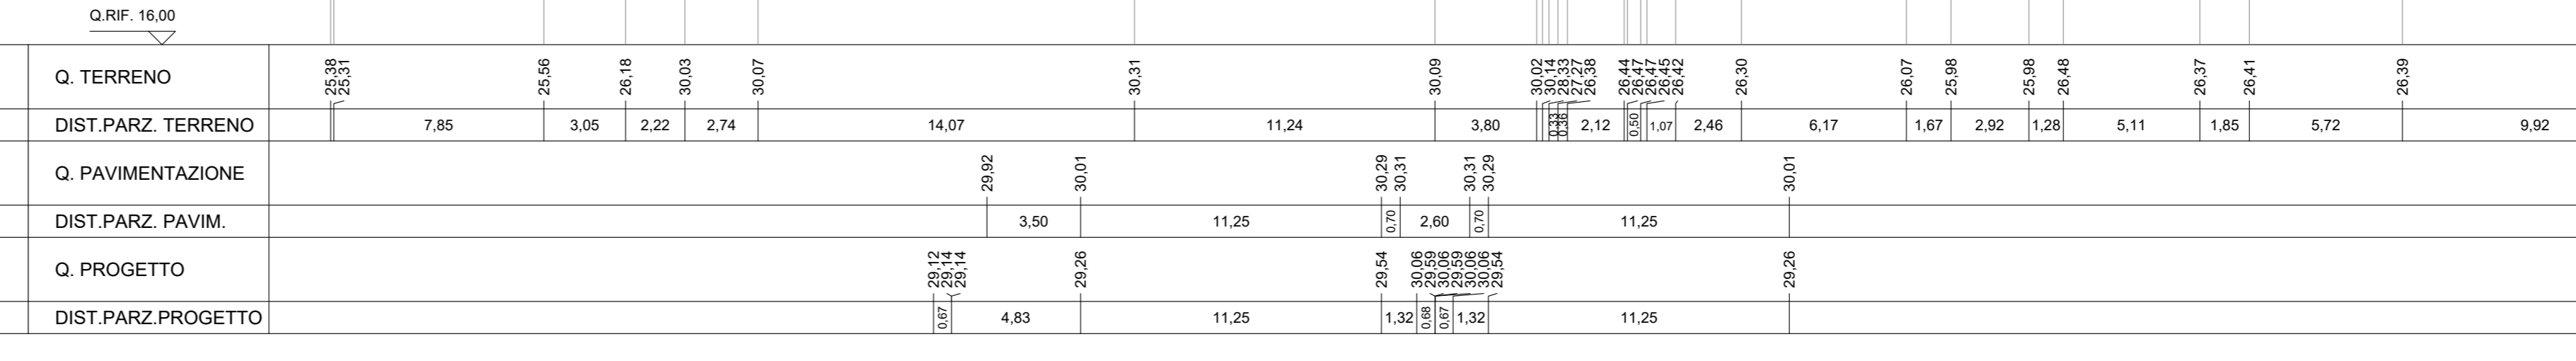 Q.RIF. 16,00
Q. TERRENO 25,38 25,31 25,56 26,18 30,03 30,07 30,31 30,09 30,02 30,14 28,33 27,27 26,38 26,44 26,47 26,47 26,45 26,42 26,30 26,07 25,98 25,98 26,48 26,37 26,41 26,39
DIST.PARZ. TERRENO 7,85 3,05 2,22 2,74 14,07 11,24 3,80 0,33 0,36 2,12 0,50 1,07 2,46 6,17 1,67 2,92 1,28 5,11 1,85 5,72 9,92
Q. PAVIMENTAZIONE 29,92 30,01 30,29 30,31 30,31 30,29 30,01
DIST.PARZ. PAVIM. 3,50 11,25 0,70 2,60 0,70 11,25
Q. PROGETTO 29,12 29,14 29,14 29,26 29,54 30,06 29,59 30,06 29,59 30,06 30,06 29,54 29,26
DIST.PARZ.PROGETTO 0,67 4,83 11,25 1,32 0,68 0,67 1,32 11,25